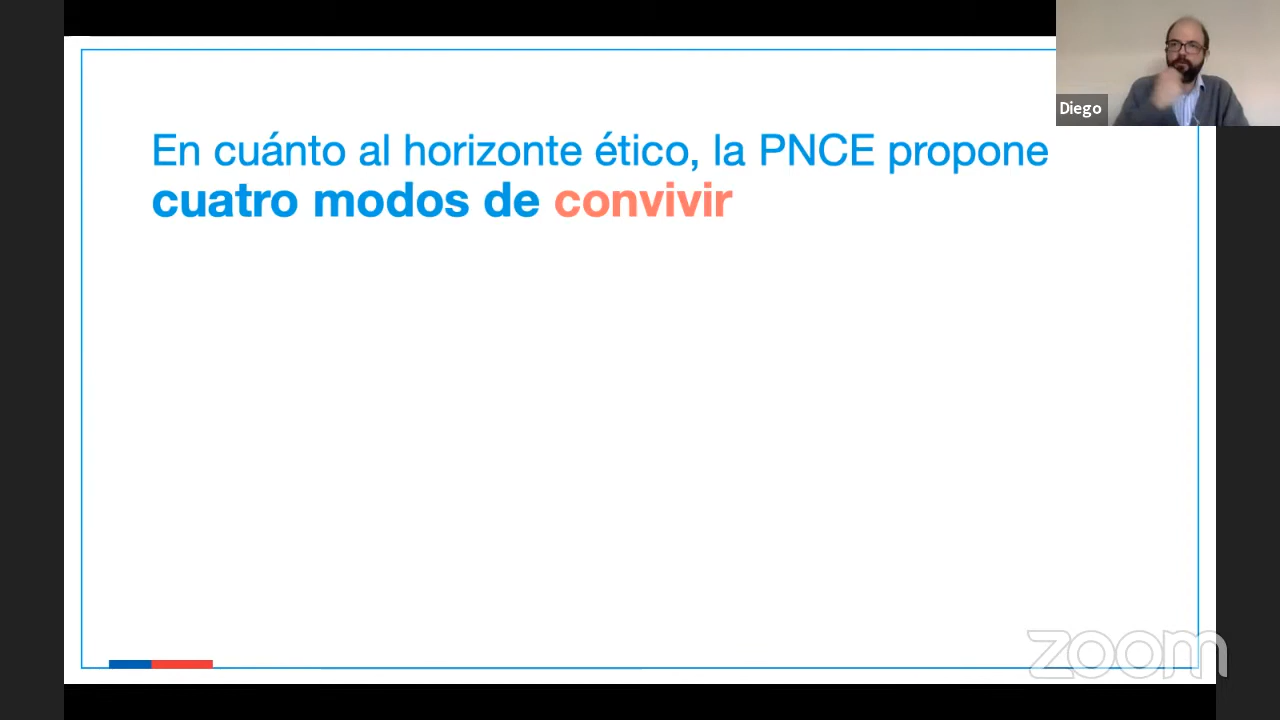 Diego
En cuánto al horizonte ético, la PNCE propone
cuatro modos de convivir
zoom